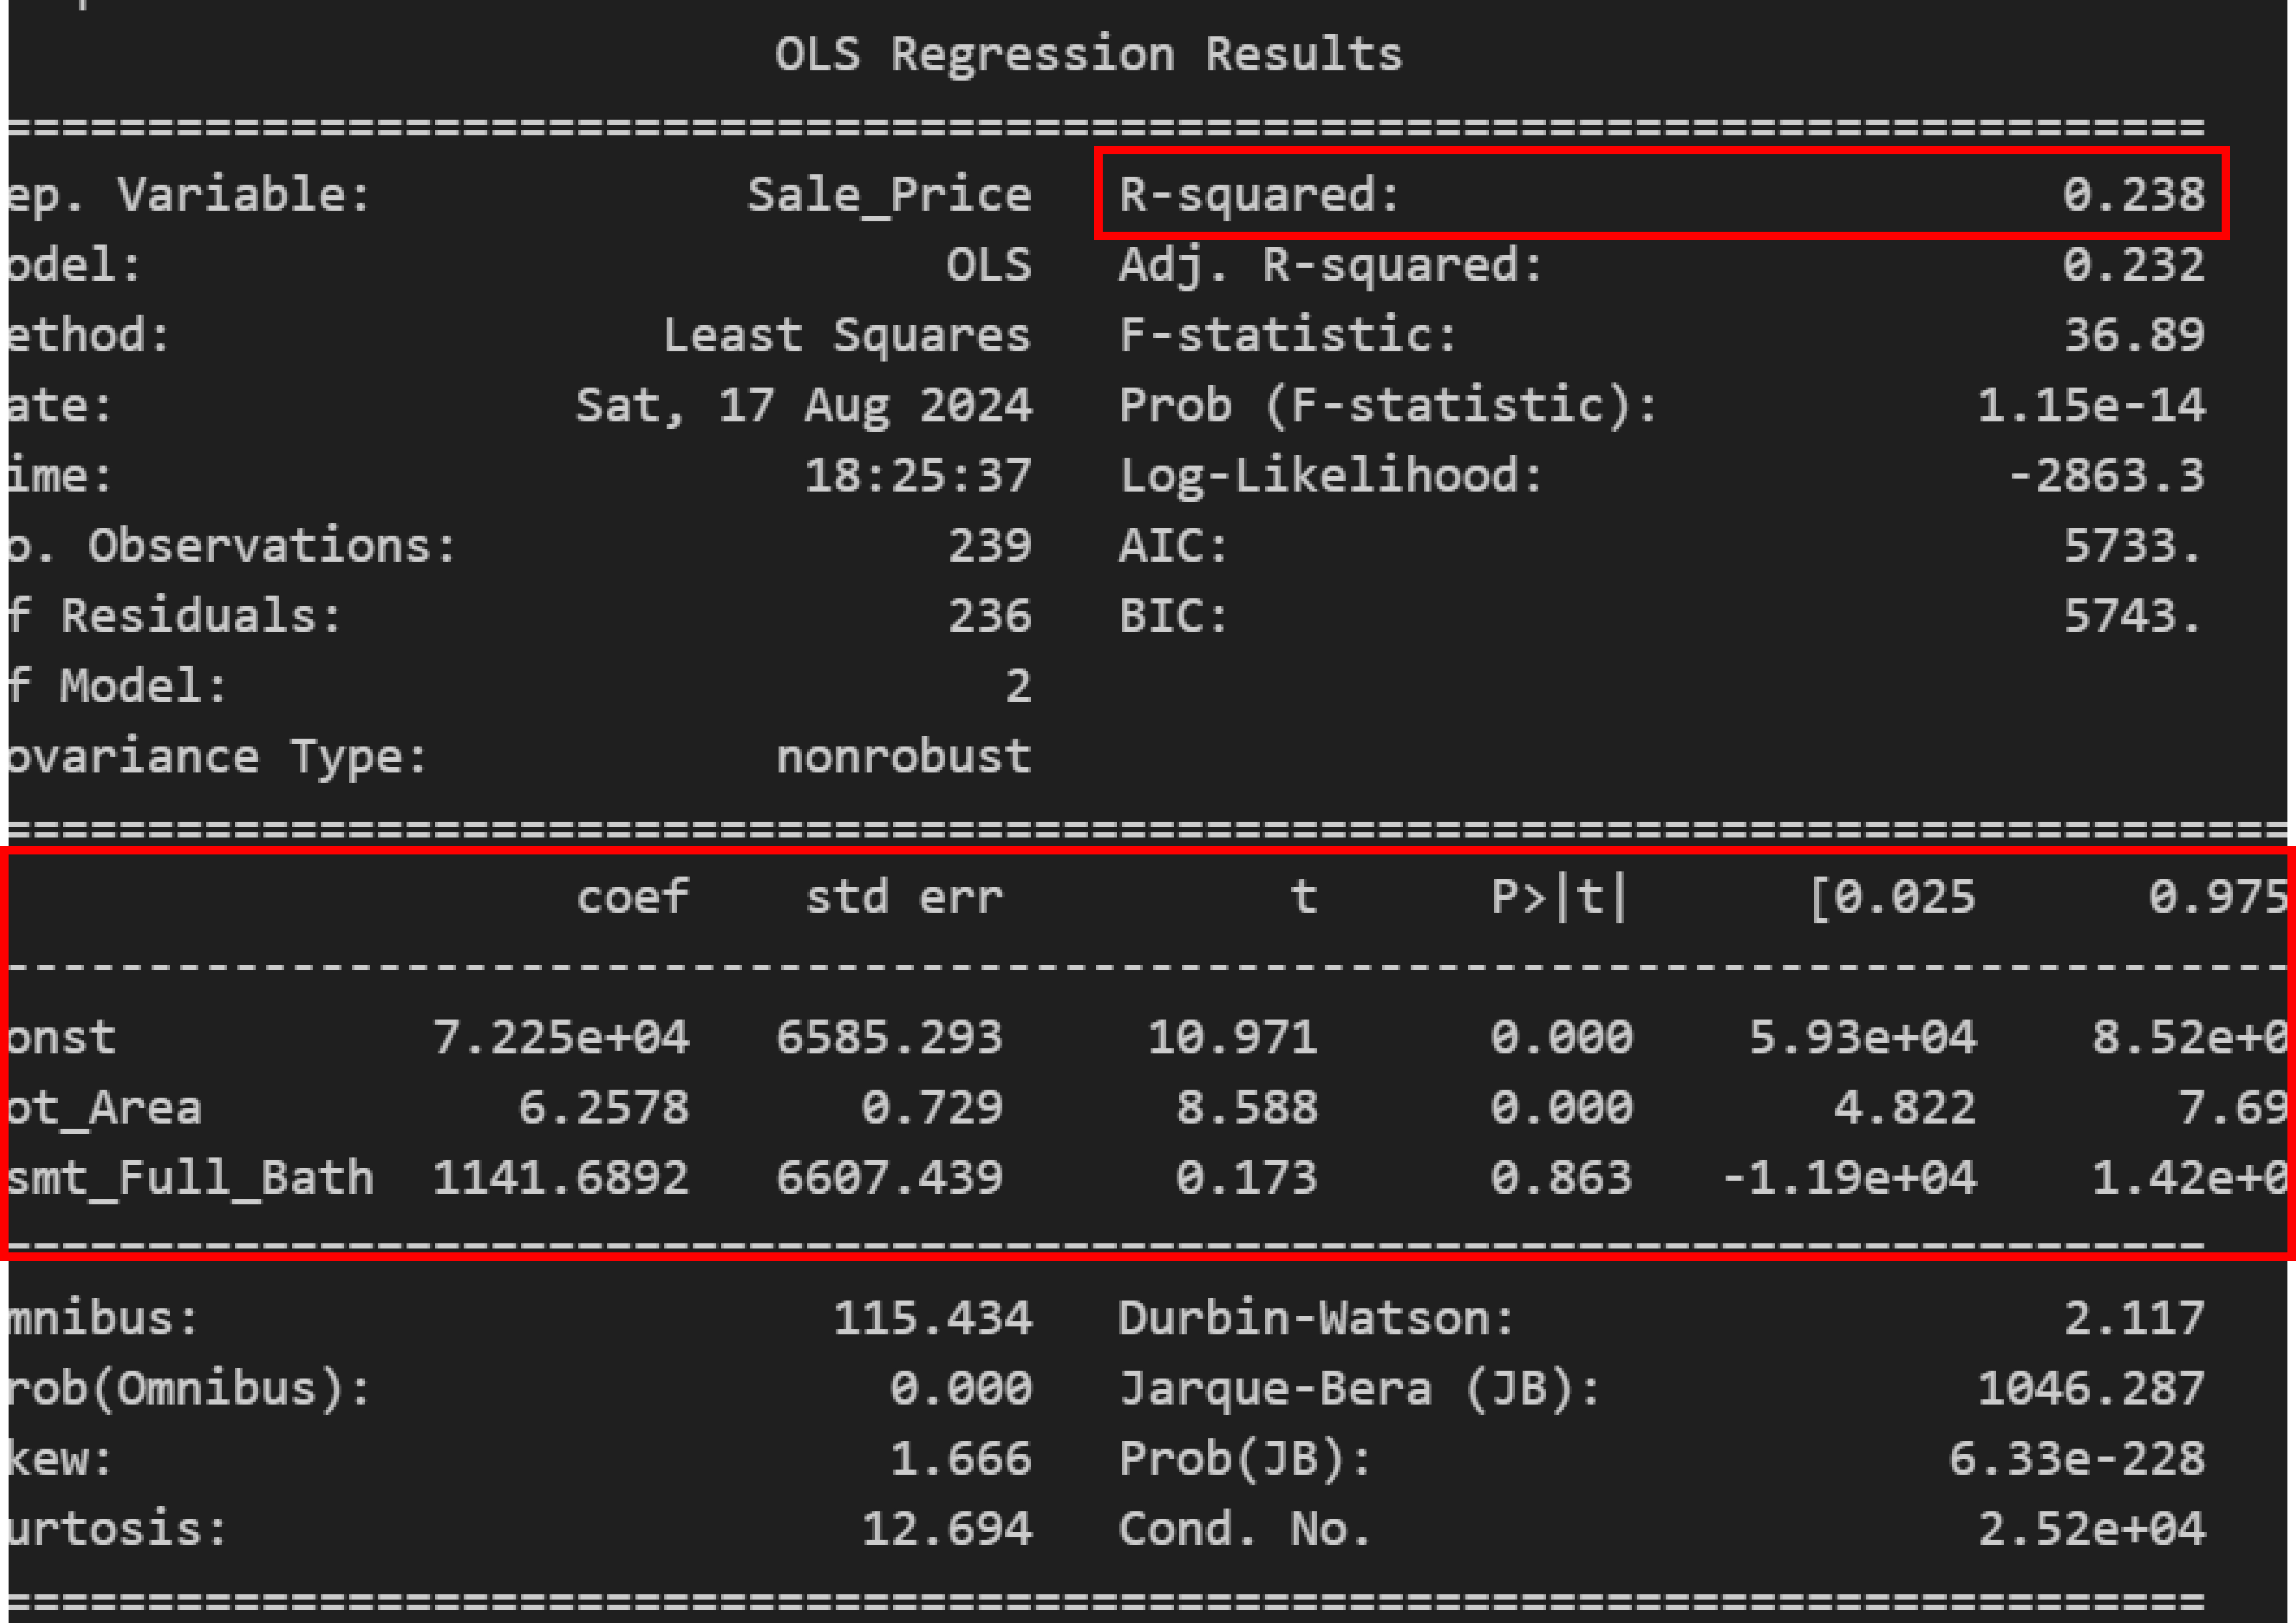 OLS Regression Results
==============================================================================
ep. Variable: Sale_Price R-squared: 0.238
odel: OLS Adj. R-squared: 0.232
ethod: Least Squares F-statistic: 36.89
ate: Sat, 17 Aug 2024 Prob (F-statistic): 1.15e-14
ime: 18:25:37 Log-Likelihood: -2863.3
o. Observations: 239 AIC: 5733.
f Residuals: 236 BIC: 5743.
f Model: 2
ovariance Type: nonrobust
==================================================================================
coef std err t P>|t| [0.025 0.975
----------------------------------------------------------------------------------
onst 7.225e+04 6585.293 10.971 0.000 5.93e+04 8.52e+0
ot_Area 6.2578 0.729 8.588 0.000 4.822 7.69
smt_Full_Bath 1141.6892 6607.439 0.173 0.863 -1.19e+04 1.42e+0
==============================================================================
mnibus: 115.434 Durbin-Watson: 2.117
rob(Omnibus): 0.000 Jarque-Bera (JB): 1046.287
kew: 1.666 Prob(JB): 6.33e-228
urtosis: 12.694 Cond. No. 2.52e+04
==============================================================================